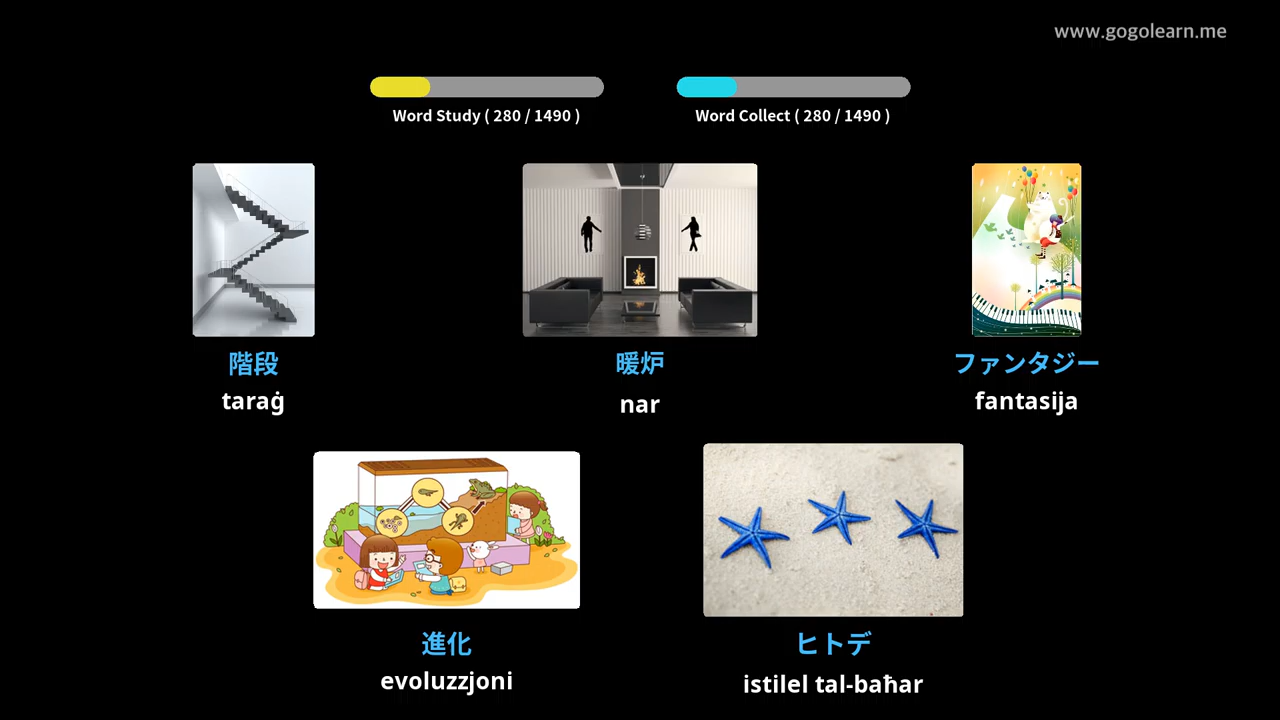 www.gogolearn.me
Word Study ( 280 / 1490 )
Word Collect ( 280 / 1490 )
階段
taraġ
暖炉
nar
ファンタジー
fantasija
進化
evoluzzjoni
ヒトデ
istilel tal-baħar